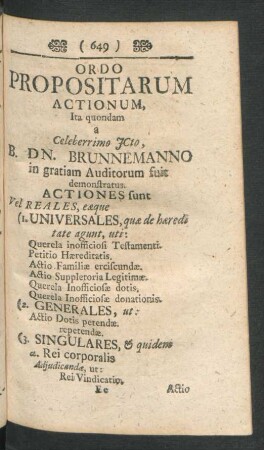 ( 649 )
ORDO
PROPOSITARUM
ACTIONUM,
Ita quondam
a
Celeberrimo JCto,
B. DN. BRUNNEMANNO
in gratiam Auditorum fuit
demonstratus.
ACTIONES sunt
Vel REALES, eæque
(1. UNIVERSALES, quæ de hæredi
tate agunt, uti:
Querela inofficiosi Testamenti.
Petitio Hæreditatis.
Actio Familiæ erciscundæ.
Actio Suppletoria Legitimæ.
Querela Inofficiosæ dotis,
Querela Inofficiosæ donationis.
(2. GENERALES, ut:
Actio Dotis petendæ.
repetendæ.
(3. SINGULARES, & quidem
α. Rei corporalis
Adjudicandæ, ut:
Rei Vindicatio,
Ee Actio